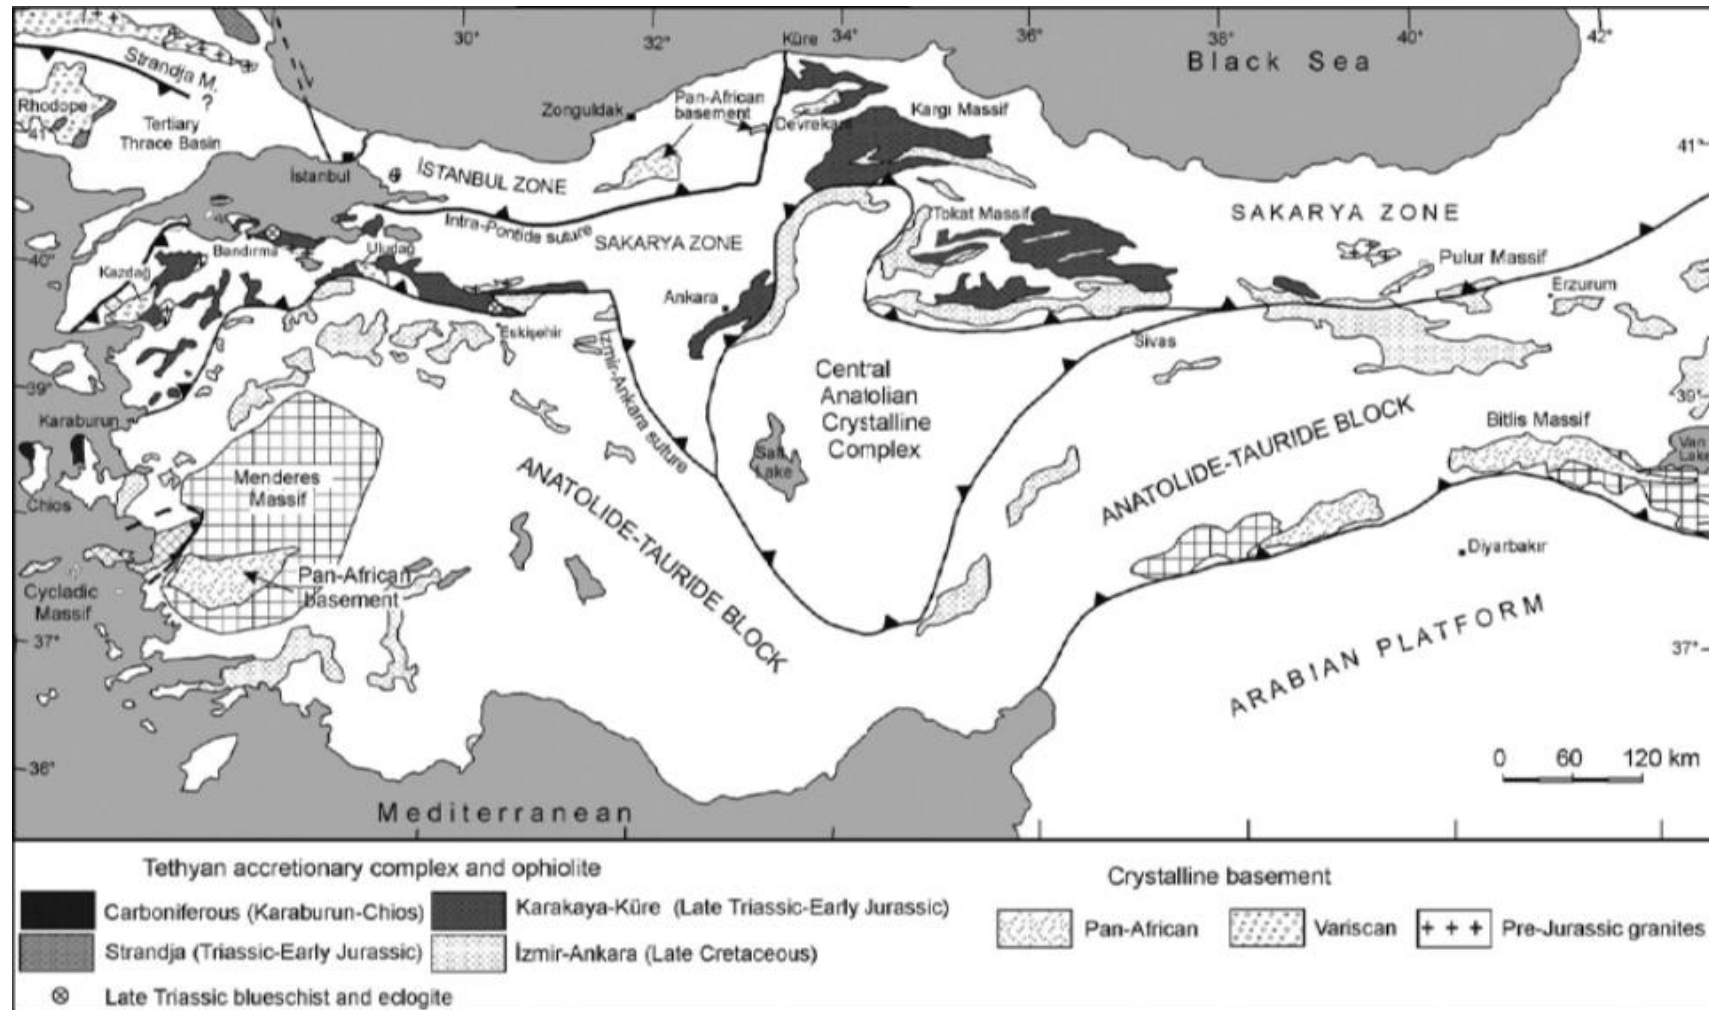 30°
32°
Küre
34°
36°
38°
40°
42°
Black Sea
Strandja M.
?
Rhodope
41
Tertiary
Thrace Basin
Zonguldak
Pan-African
basement
Devrekani
Kargı Massif
41°
İstanbul
İSTANBUL ZONE
Intra-Pontide suture
SAKARYA ZONE
Tokat Massif
SAKARYA ZONE
Bandırma
Uludağ
40°
Kazdağ
Ankara
Pulur Massif
Erzurum
Eskişehir
Sivas
İzmir-Ankara suture
39°
39°
Central
Anatolian
Crystalline
Complex
Karaburun
Salt
Lake
Bitlis Massif
Van
Lake
Menderes
Massif
Chios
ANATOLIDE-TAURIDE BLOCK
ANATOLIDE-TAURIDE BLOCK
Diyarbakır
Pan-African
basement
Cycladic
Massif
37°
37°
ARABIAN PLATFORM
36°
0 60 120 km
Mediterranean
Tethyan accretionary complex and ophiolite
Carboniferous (Karaburun-Chios)
Karakaya-Küre (Late Triassic-Early Jurassic)
Strandja (Triassic-Early Jurassic)
İzmir-Ankara (Late Cretaceous)
Late Triassic blueschist and eclogite
Crystalline basement
Pan-African
Variscan
Pre-Jurassic granites